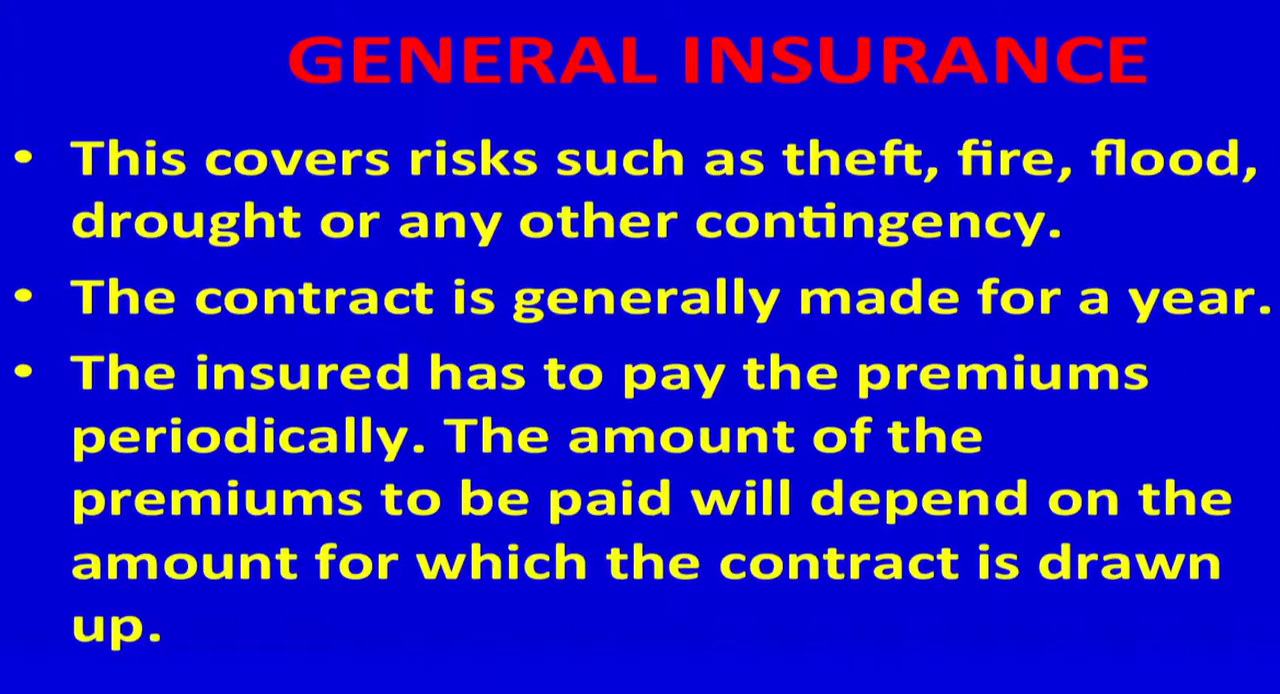 GENERAL INSURANCE
• This covers risks such as theft, fire, flood,
drought or any other contingency.
• The contract is generally made for a year.
• The insured has to pay the premiums
periodically. The amount of the
premiums to be paid will depend on the
amount for which the contract is drawn
up.